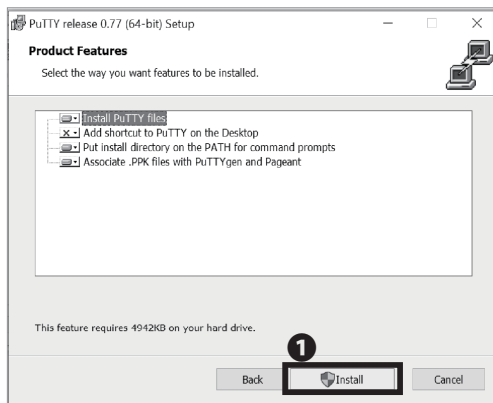 PuTTY release 0.77 (64-bit) Setup
Product Features
Select the way you want features to be installed.
Install PuTTY files
Add shortcut to PuTTY on the Desktop
Put install directory on the PATH for command prompts
Associate .PPK files with PuTTYgen and Pageant
This feature requires 4942KB on your hard drive.
1
Back Install Cancel